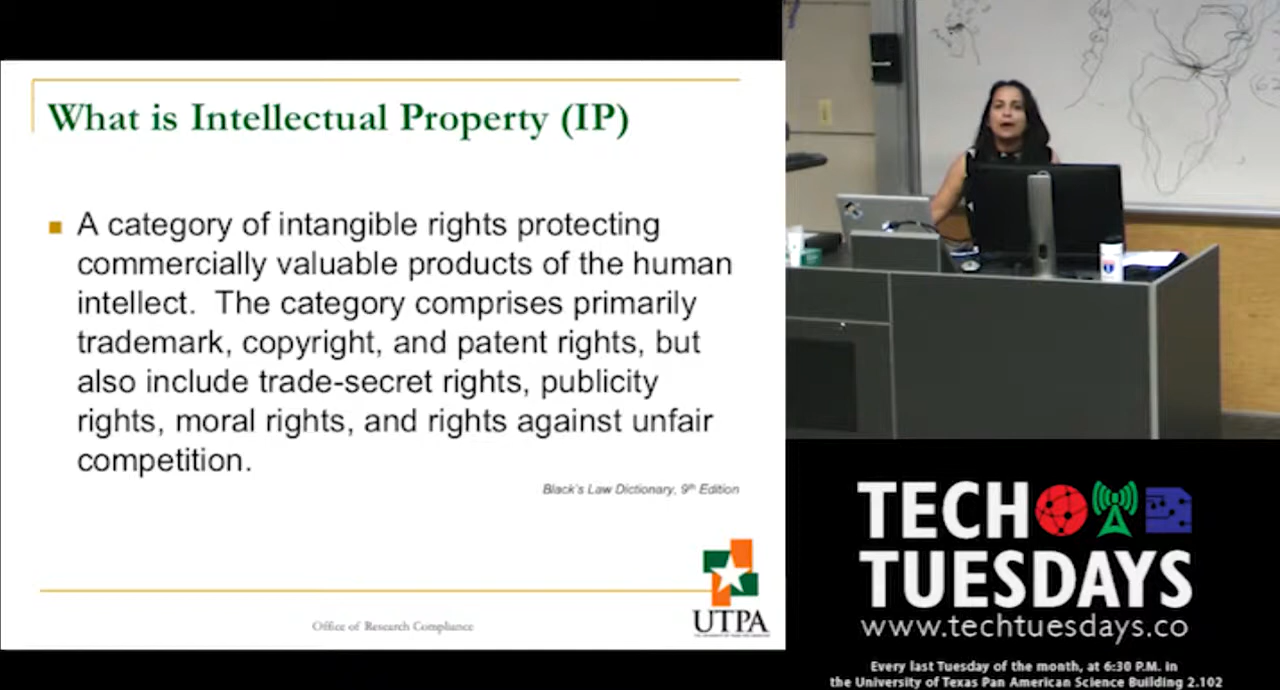 What is Intellectual Property (IP)
A category of intangible rights protecting
commercially valuable products of the human
intellect. The category comprises primarily
trademark, copyright, and patent rights, but
also include trade-secret rights, publicity
rights, moral rights, and rights against unfair
competition.
Black's Law Dictionary, 9th Edition
Office of Research Compliance
UTPA
TECH
TUESDAYS
www.techtuesdays.co
Every last Tuesday of the month, at 6:30 P.M. in
the University of Texas Pan American Science Building 2.102